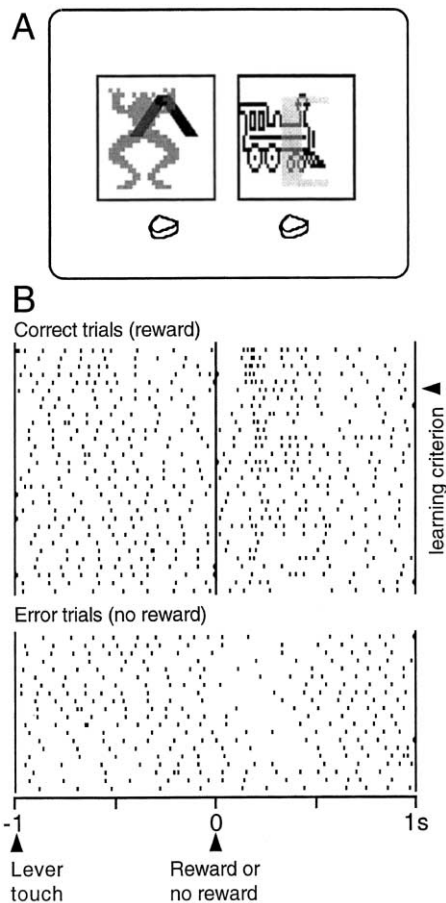 A
B
Correct trials (reward)
learning criterion
Error trials (no reward)
-1 0 1s
Lever touch
Reward or no reward